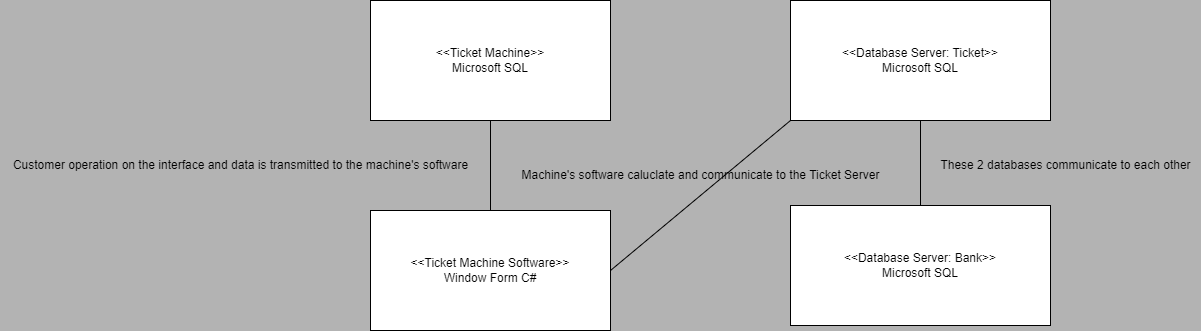 <<Ticket Machine>>
Microsoft SQL
<<Database Server: Ticket>>
Microsoft SQL
Customer operation on the interface and data is transmitted to the machine's software
Machine's software caluclate and communicate to the Ticket Server
These 2 databases communicate to each other
<<Ticket Machine Software>>
Window Form C#
<<Database Server: Bank>>
Microsoft SQL